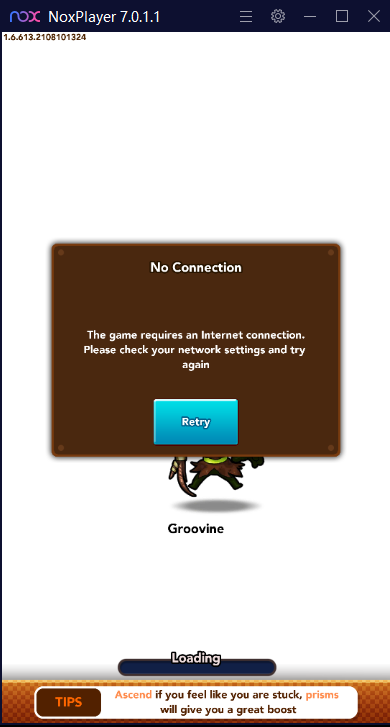 nox NoxPlayer 7.0.1.1
1.6.613.2108101324
No Connection
The game requires an Internet connection.
Please check your network settings and try
again
Retry
Groovine
Loading
TIPS
Ascend if you feel like you are stuck, prisms
will give you a great boost